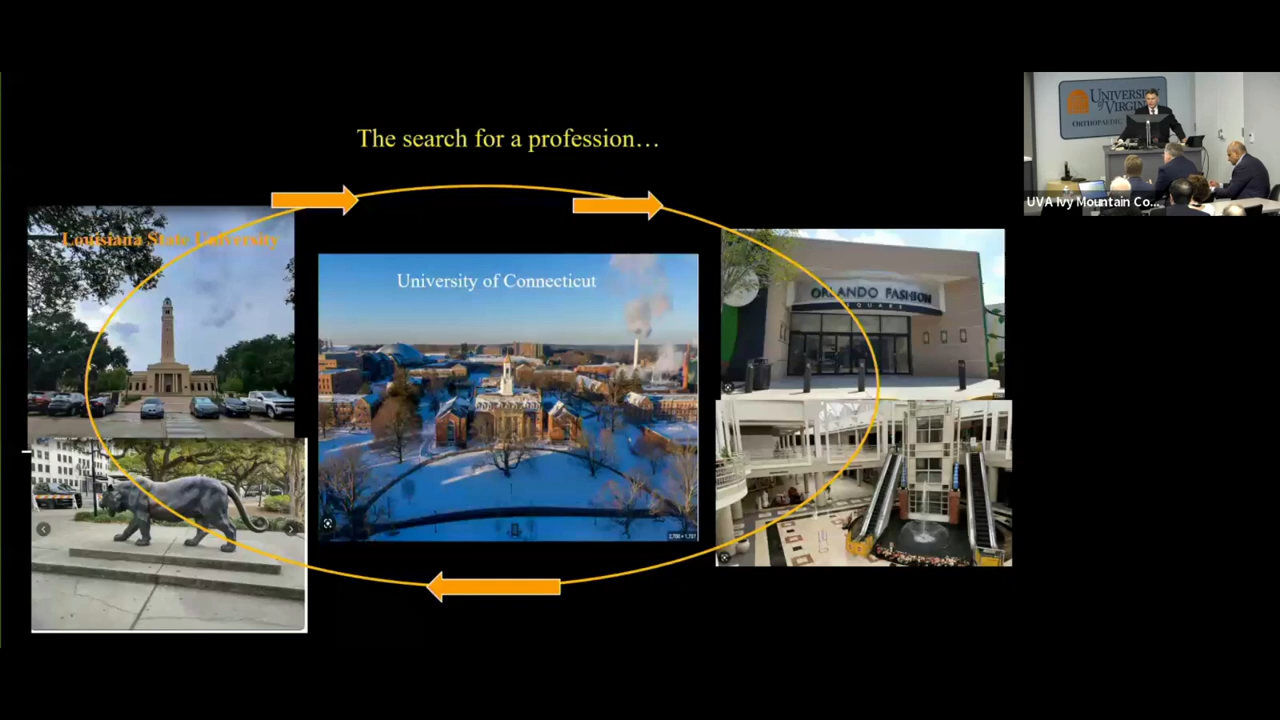 The search for a profession…
Louisiana State University
University of Connecticut
ORLANDO FASHION
SQUARE
UNIVERSITY
of VIRGIN
ORTHOPAEDIC
UVA Ivy Mountain Co...